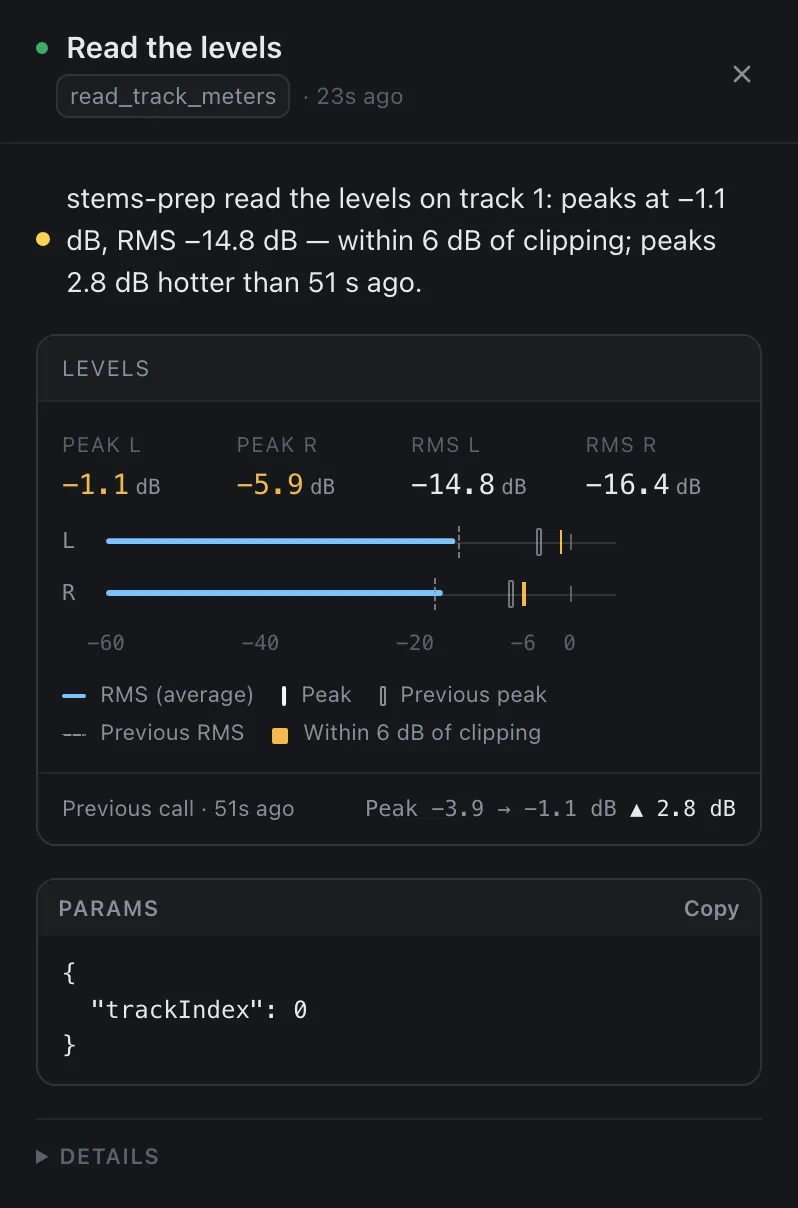 Read the levels
read_track_meters · 23s ago
stems-prep read the levels on track 1: peaks at −1.1
dB, RMS −14.8 dB — within 6 dB of clipping; peaks
2.8 dB hotter than 51 s ago.
LEVELS
PEAK L PEAK R RMS L RMS R
−1.1 dB −5.9 dB −14.8 dB −16.4 dB
L
R
−60 −40 −20 −6 0
RMS (average) Peak Previous peak
Previous RMS Within 6 dB of clipping
Previous call · 51s ago Peak −3.9 → −1.1 dB ▲ 2.8 dB
PARAMS Copy
{
"trackIndex": 0
}
DETAILS